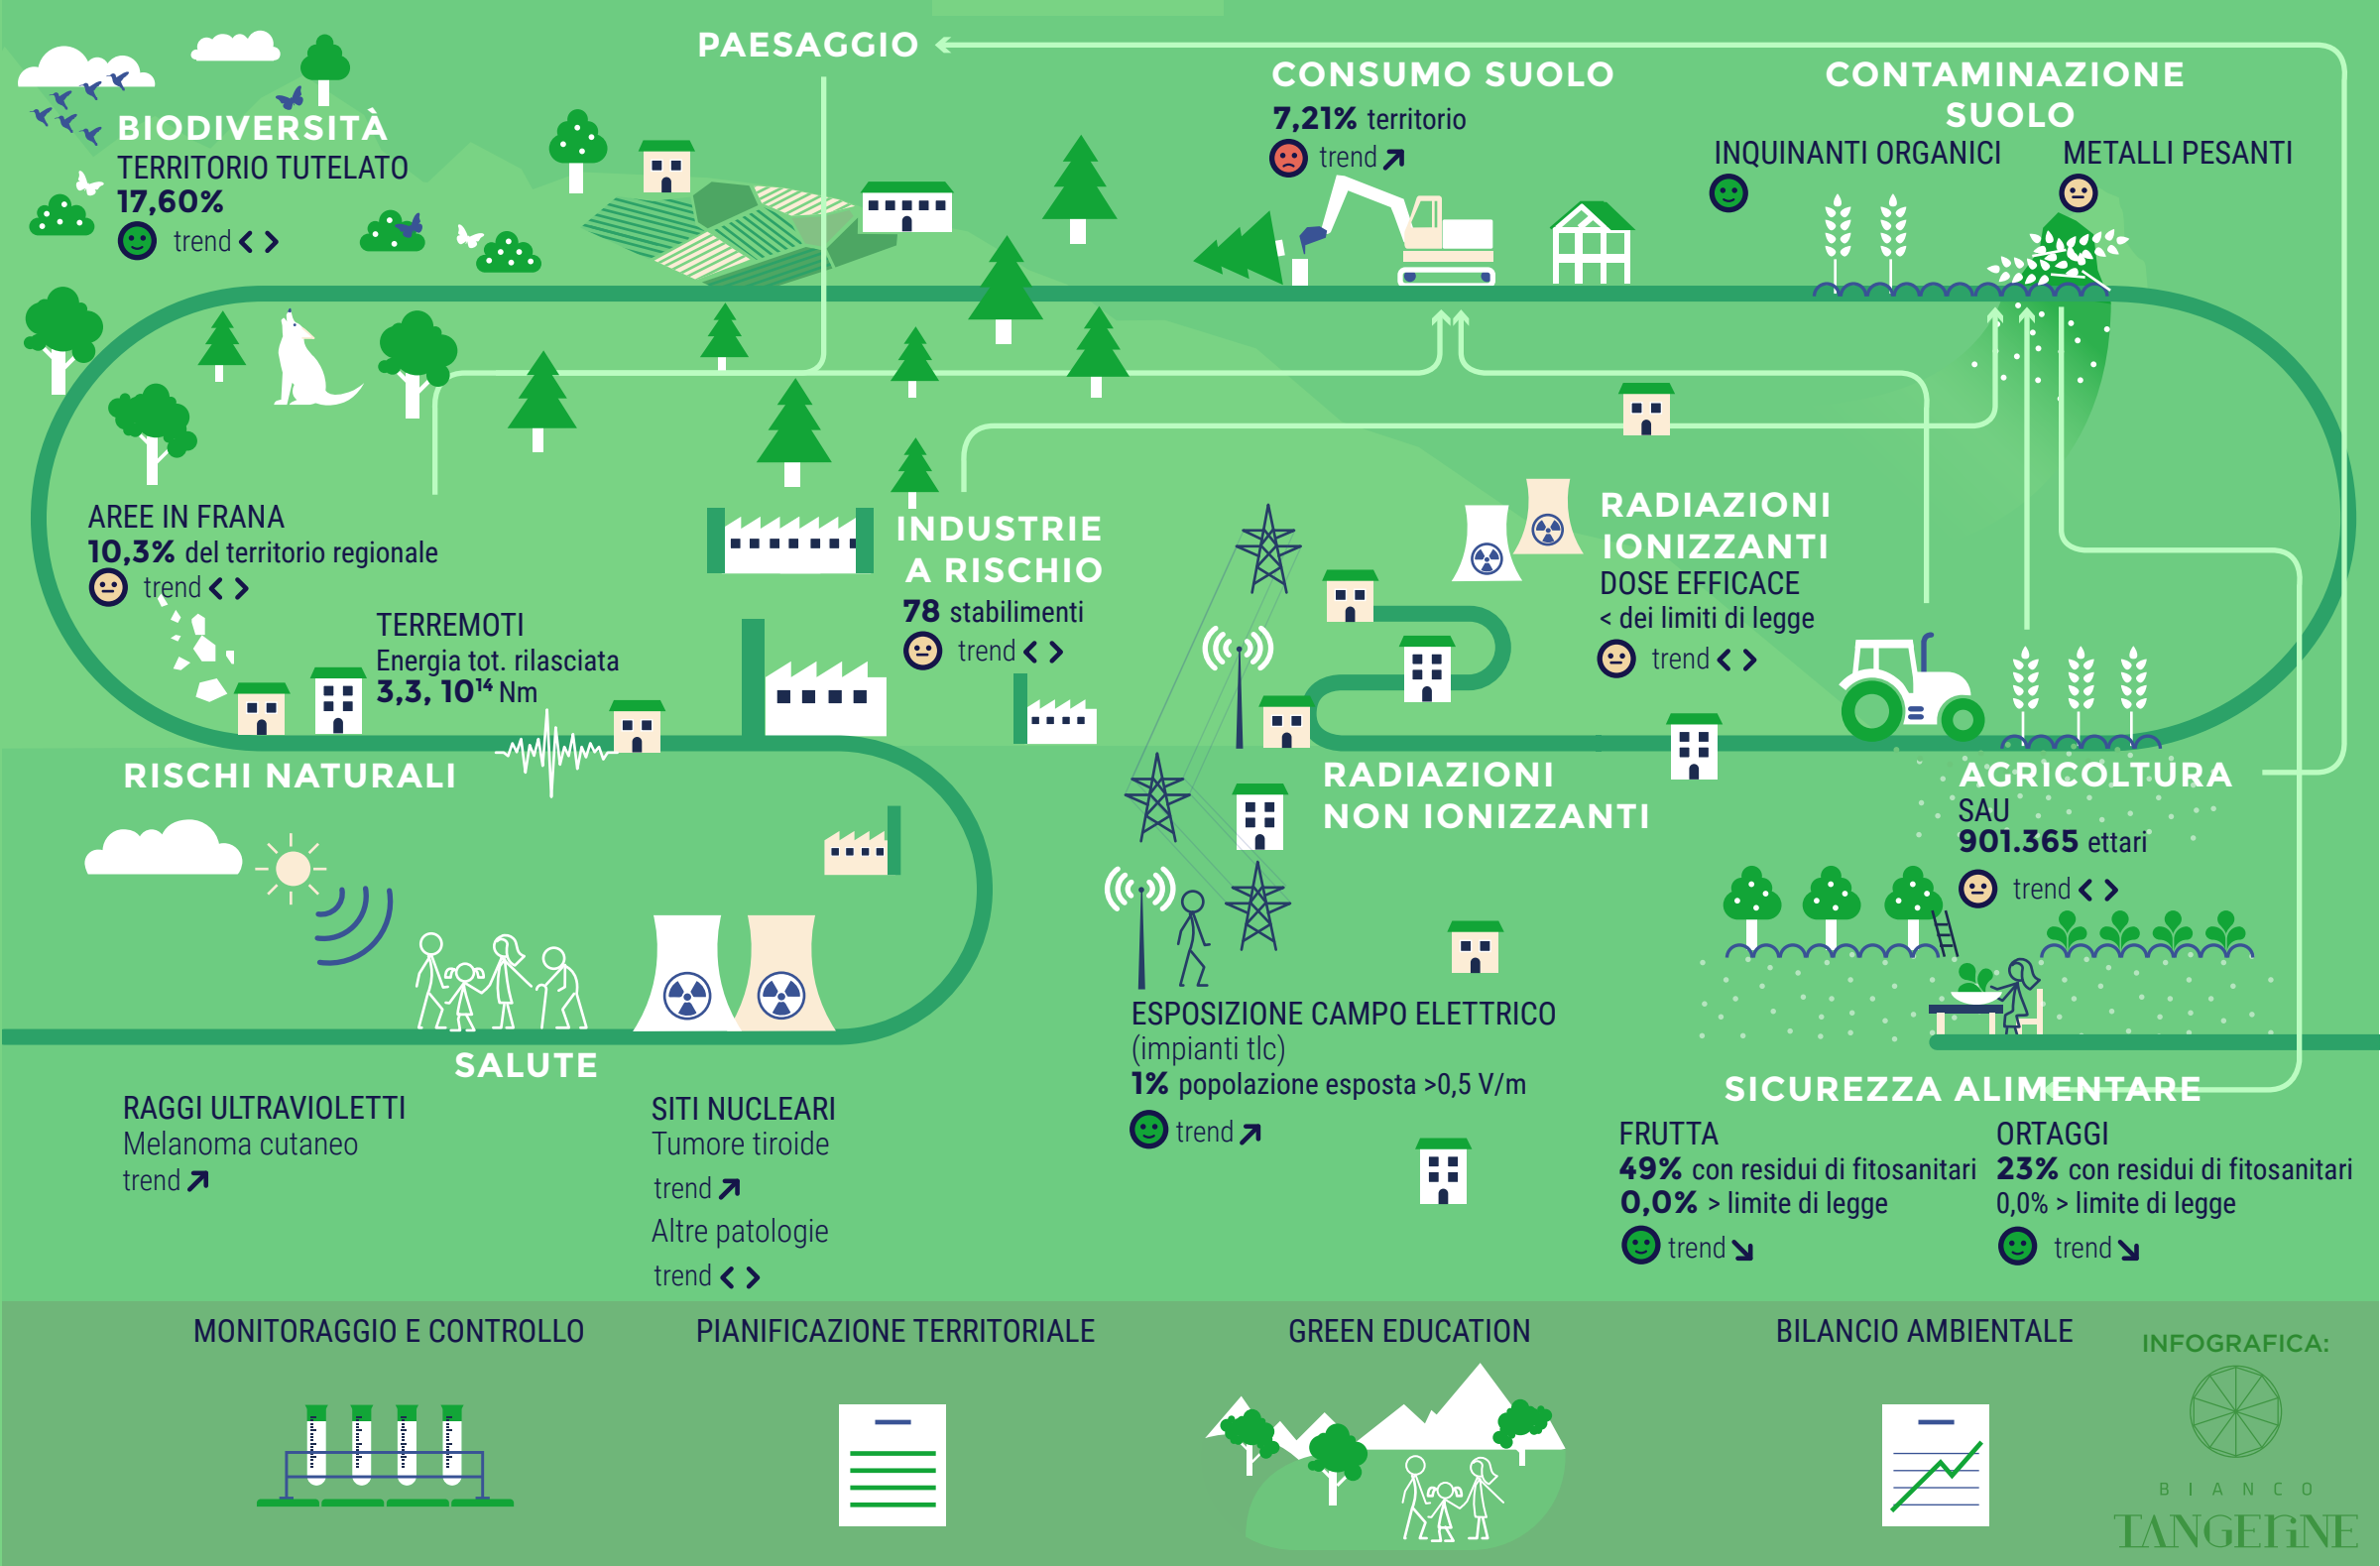 PAESAGGIO
BIODIVERSITÀ
TERRITORIO TUTELATO
17,60%
trend
CONSUMO SUOLO
7,21% territorio
trend
CONTAMINAZIONE
SUOLO
INQUINANTI ORGANICI
METALLI PESANTI
AREE IN FRANA
10,3% del territorio regionale
trend
TERREMOTI
Energia tot. rilasciata
3,3, 10¹⁴ Nm
RISCHI NATURALI
INDUSTRIE
A RISCHIO
78 stabilimenti
trend
RADIAZIONI
IONIZZANTI
DOSE EFFICACE
< dei limiti di legge
trend
RADIAZIONI
NON IONIZZANTI
AGRICOLTURA
SAU
901.365 ettari
trend
ESPOSIZIONE CAMPO ELETTRICO
(impianti tlc)
1% popolazione esposta >0,5 V/m
trend
SALUTE
RAGGI ULTRAVIOLETTI
Melanoma cutaneo
trend
SITI NUCLEARI
Tumore tiroide
trend
Altre patologie
trend
SICUREZZA ALIMENTARE
FRUTTA
49% con residui di fitosanitari
0,0% > limite di legge
trend
ORTAGGI
23% con residui di fitosanitari
0,0% > limite di legge
trend
MONITORAGGIO E CONTROLLO
PIANIFICAZIONE TERRITORIALE
GREEN EDUCATION
BILANCIO AMBIENTALE
INFOGRAFICA:
BIANCO
TANGERINE